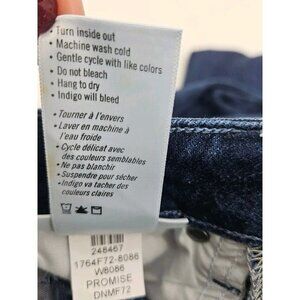 • Turn inside out
• Machine wash cold
• Gentle cycle with like colors
• Do not bleach
• Hang to dry
• Indigo will bleed
• Tourner à l'envers
• Laver en machine à
l'eau froide
• Cycle délicat avec
des couleurs semblables
• Ne pas blanchir
• Suspendre pour sécher
• Indigo va tacher des
couleurs claires
248467
1764F72-8086
W8086
PROMISE
DNMF72